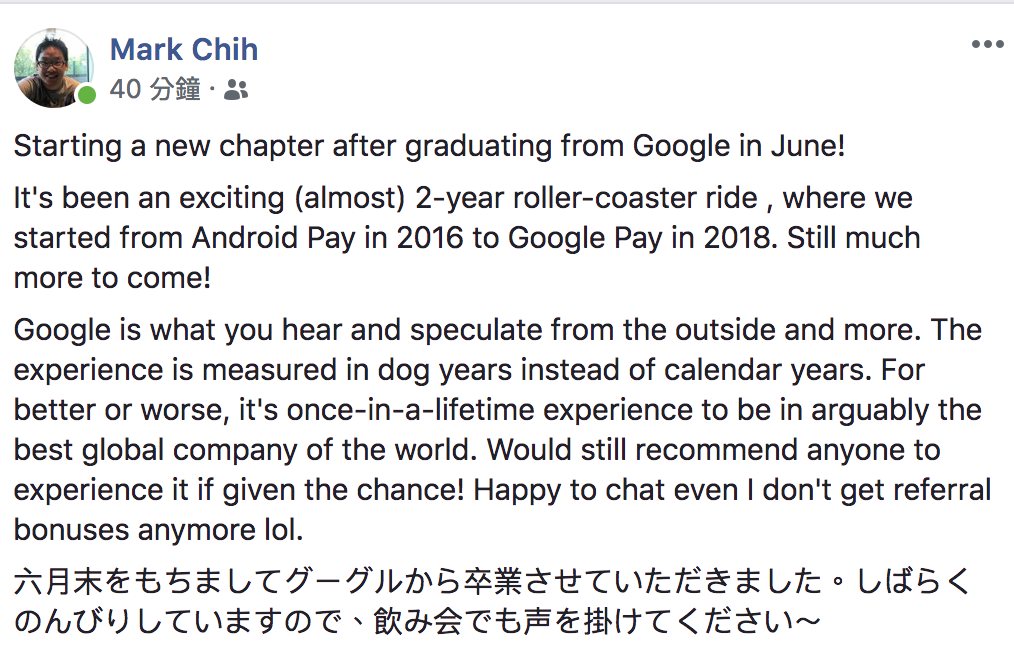 Mark Chih
40 分鐘 ·
Starting a new chapter after graduating from Google in June!
It's been an exciting (almost) 2-year roller-coaster ride , where we
started from Android Pay in 2016 to Google Pay in 2018. Still much
more to come!
Google is what you hear and speculate from the outside and more. The
experience is measured in dog years instead of calendar years. For
better or worse, it's once-in-a-lifetime experience to be in arguably the
best global company of the world. Would still recommend anyone to
experience it if given the chance! Happy to chat even I don't get referral
bonuses anymore lol.
六月末をもちましてグーグルから卒業させていただきました。しばらく
のんびりしていますので、飲み会でも声を掛けてください〜